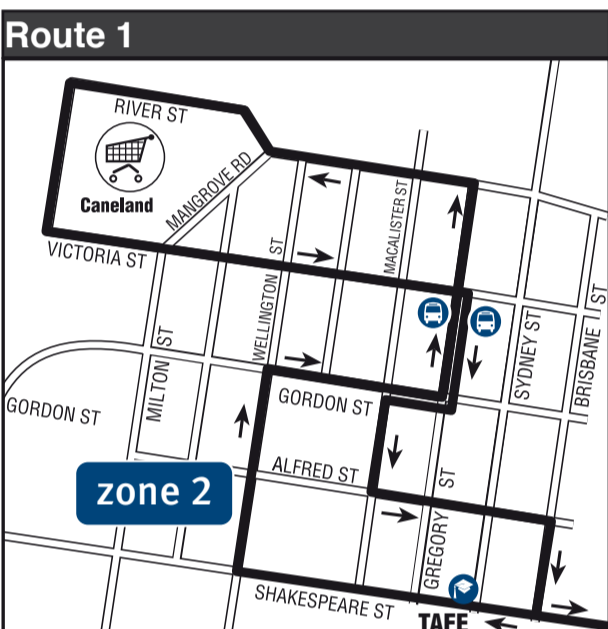 Route 1
RIVER ST
MANGROVE RD
Caneland
VICTORIA ST
MACALISTER ST
WELLINGTON ST
SYDNEY ST
BRISBANE ST
MILTON ST
GORDON ST
GORDON ST
ALFRED ST
zone 2
GREGORY ST
SHAKESPEARE ST
TAFE